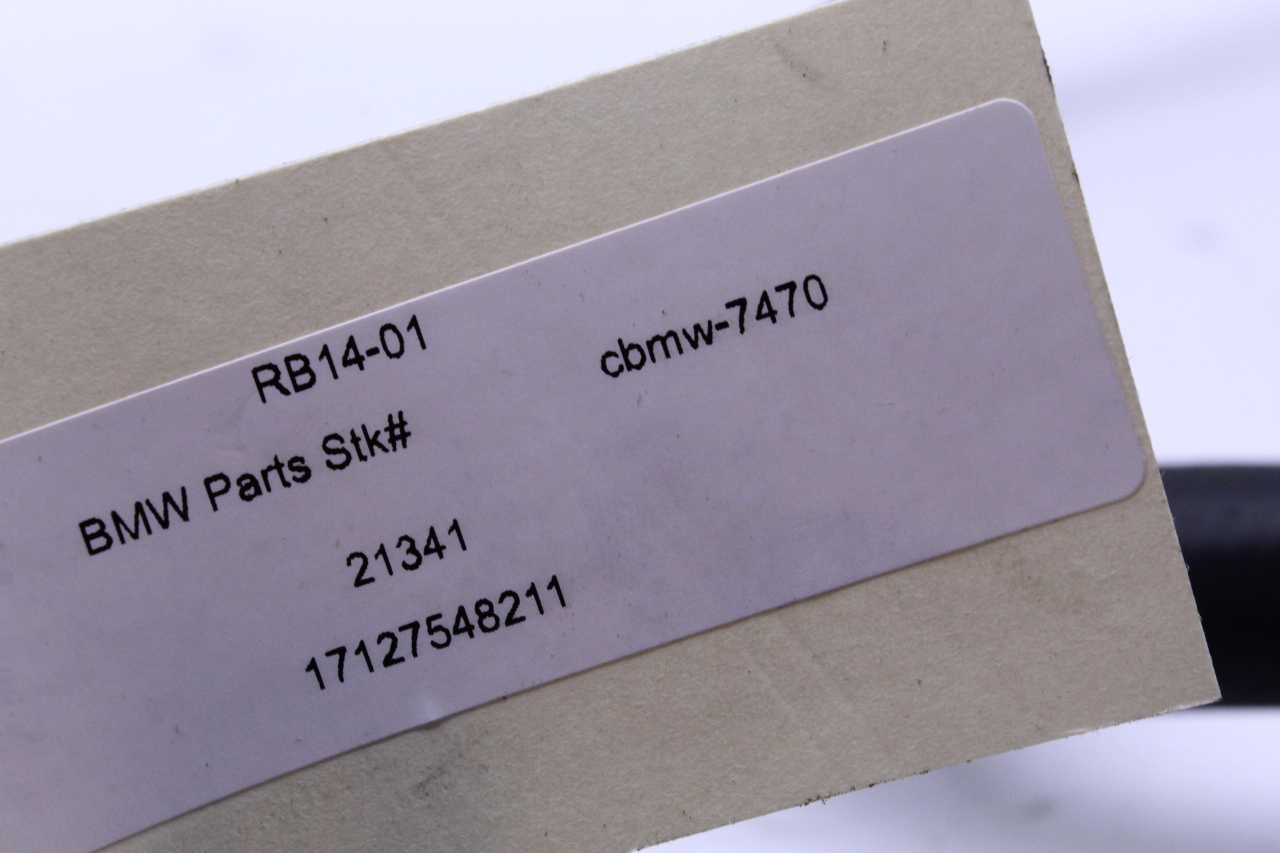 RB14-01 cbmw-7470
BMW Parts Stk#
21341
17127548211